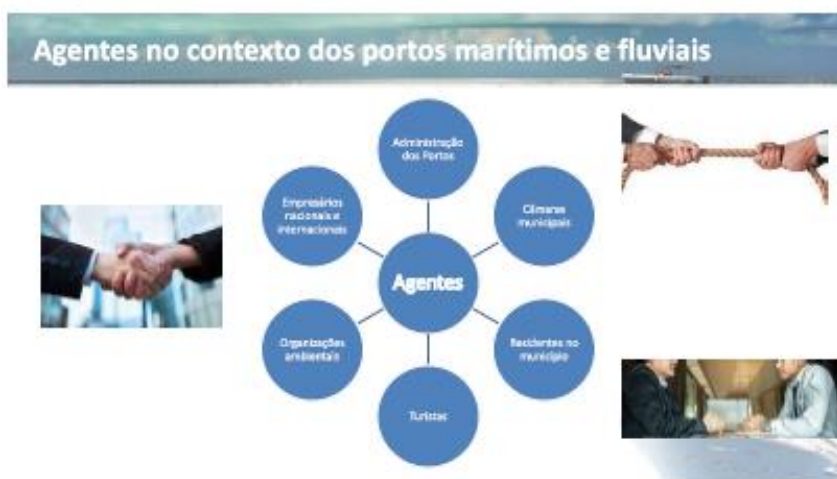 Agentes no contexto dos portos marítimos e fluviais
Administração
dos Portos
Empresários
nacionais e
internacionais
Câmaras
municipais
Agentes
Organizações
ambientais
Residentes no
município
Turistas